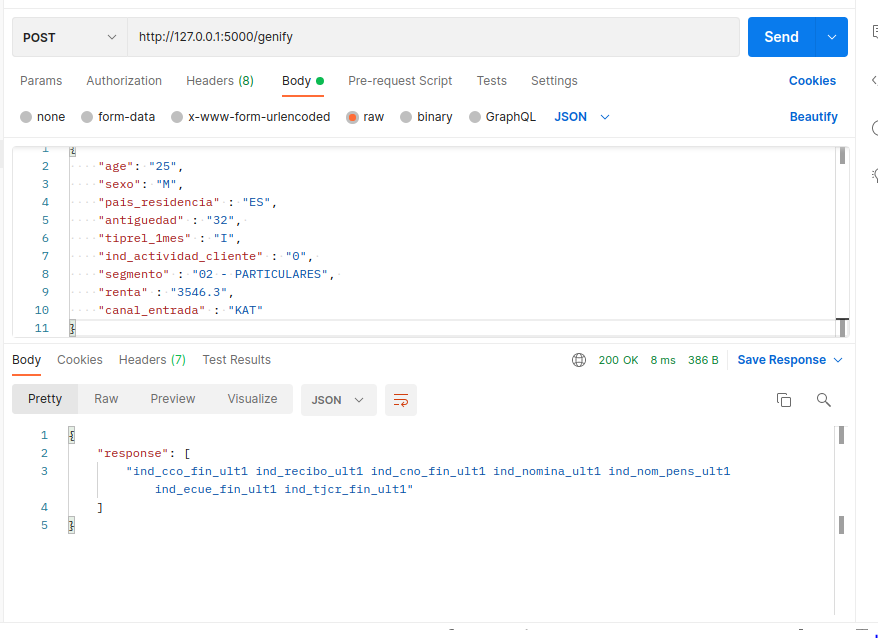 POST http://127.0.0.1:5000/genify Send
Params Authorization Headers (8) Body Pre-request Script Tests Settings Cookies
none form-data x-www-form-urlencoded raw binary GraphQL JSON Beautify
1 {
2 "age": "25",
3 "sexo": "M",
4 "pais_residencia" : "ES",
5 "antiguedad" : "32",
6 "tiprel_1mes" : "I",
7 "ind_actividad_cliente" : "0",
8 "segmento" : "02 - PARTICULARES",
9 "renta" : "3546.3",
10 "canal_entrada" : "KAT"
11 }
Body Cookies Headers (7) Test Results 200 OK 8 ms 386 B Save Response
Pretty Raw Preview Visualize JSON
1 {
2 "response": [
3 "ind_cco_fin_ult1 ind_recibo_ult1 ind_cno_fin_ult1 ind_nomina_ult1 ind_nom_pens_ult1
ind_ecue_fin_ult1 ind_tjcr_fin_ult1"
4 ]
5 }